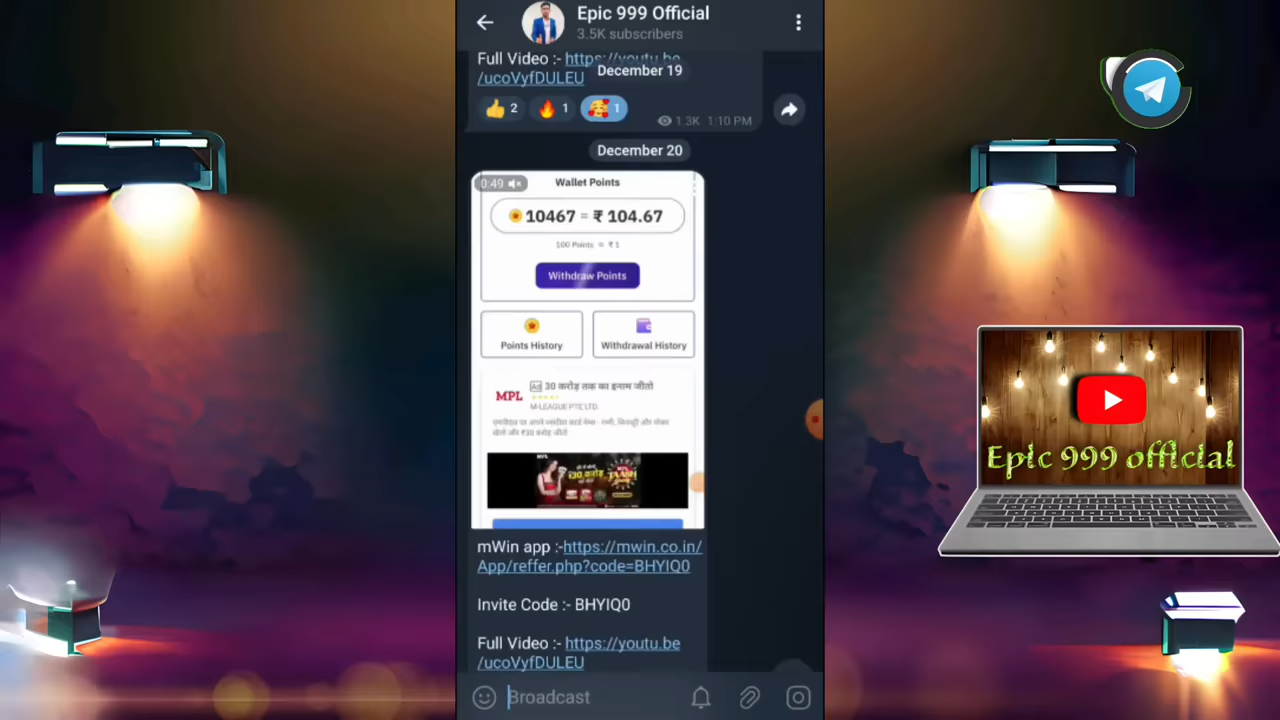 Epic 999 Official
3.5K subscribers
Full Video :- https://youtu.be
/ucoVyfDULEU
December 19
2
1
1
1.3K 1:10 PM
December 20
0:49
Wallet Points
10467 = ₹ 104.67
100 Points = ₹ 1
Withdraw Points
Points History
Withdrawal History
MPL
Ad 30 करोड़ तक का इनाम जीतो
M-LEAGUE PTE LTD.
MPL
mWin app :-https://mwin.co.in/
App/reffer.php?code=BHYIQ0
Invite Code :- BHYIQ0
Full Video :- https://youtu.be
/ucoVyfDULEU
Broadcast
Epic 999 official